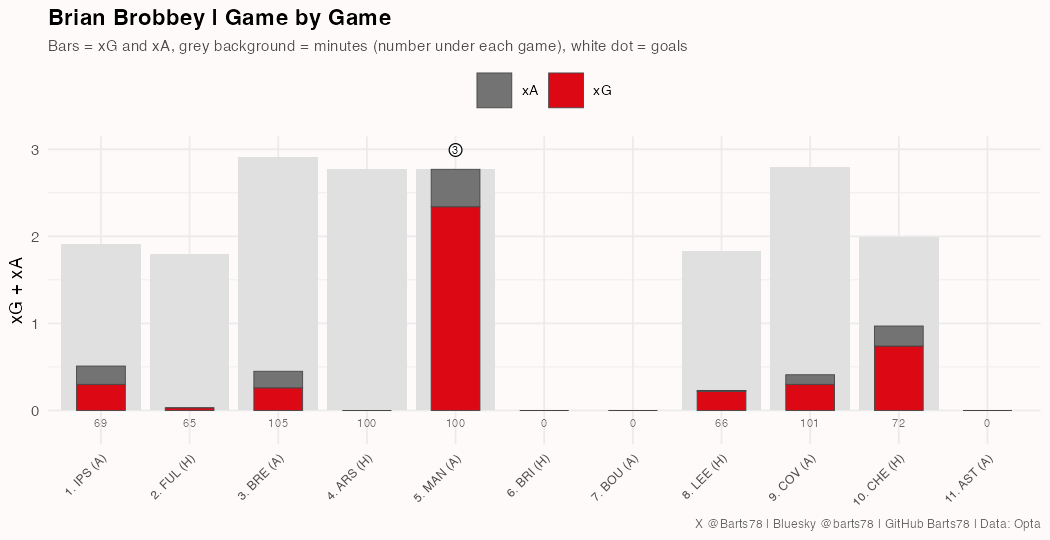 Brian Brobbey | Game by Game
Bars = xG and xA, grey background = minutes (number under each game), white dot = goals
xA xG
xG + xA
3
2
1
0
3
69 65 105 100 100 0 0 66 101 72 0
1. IPS (A)
2. FUL (H)
3. BRE (A)
4. ARS (H)
5. MAN (A)
6. BRI (H)
7. BOU (A)
8. LEE (H)
9. COV (A)
10. CHE (H)
11. AST (A)
X @Barts78 | Bluesky @barts78 | GitHub Barts78 | Data: Opta